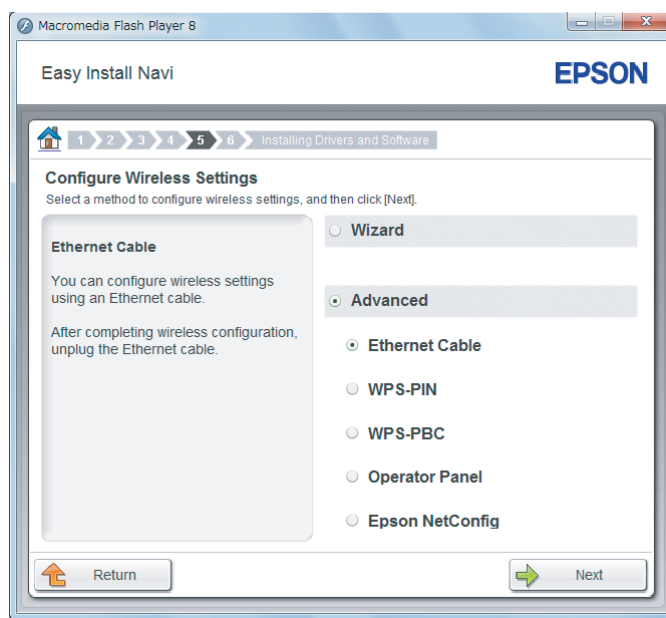 Macromedia Flash Player 8
Easy Install Navi
EPSON
1 2 3 4 5 6 Installing Drivers and Software
Configure Wireless Settings
Select a method to configure wireless settings, and then click [Next].
Ethernet Cable
You can configure wireless settings
using an Ethernet cable.
After completing wireless configuration,
unplug the Ethernet cable.
Wizard
Advanced
Ethernet Cable
WPS-PIN
WPS-PBC
Operator Panel
Epson NetConfig
Return
Next